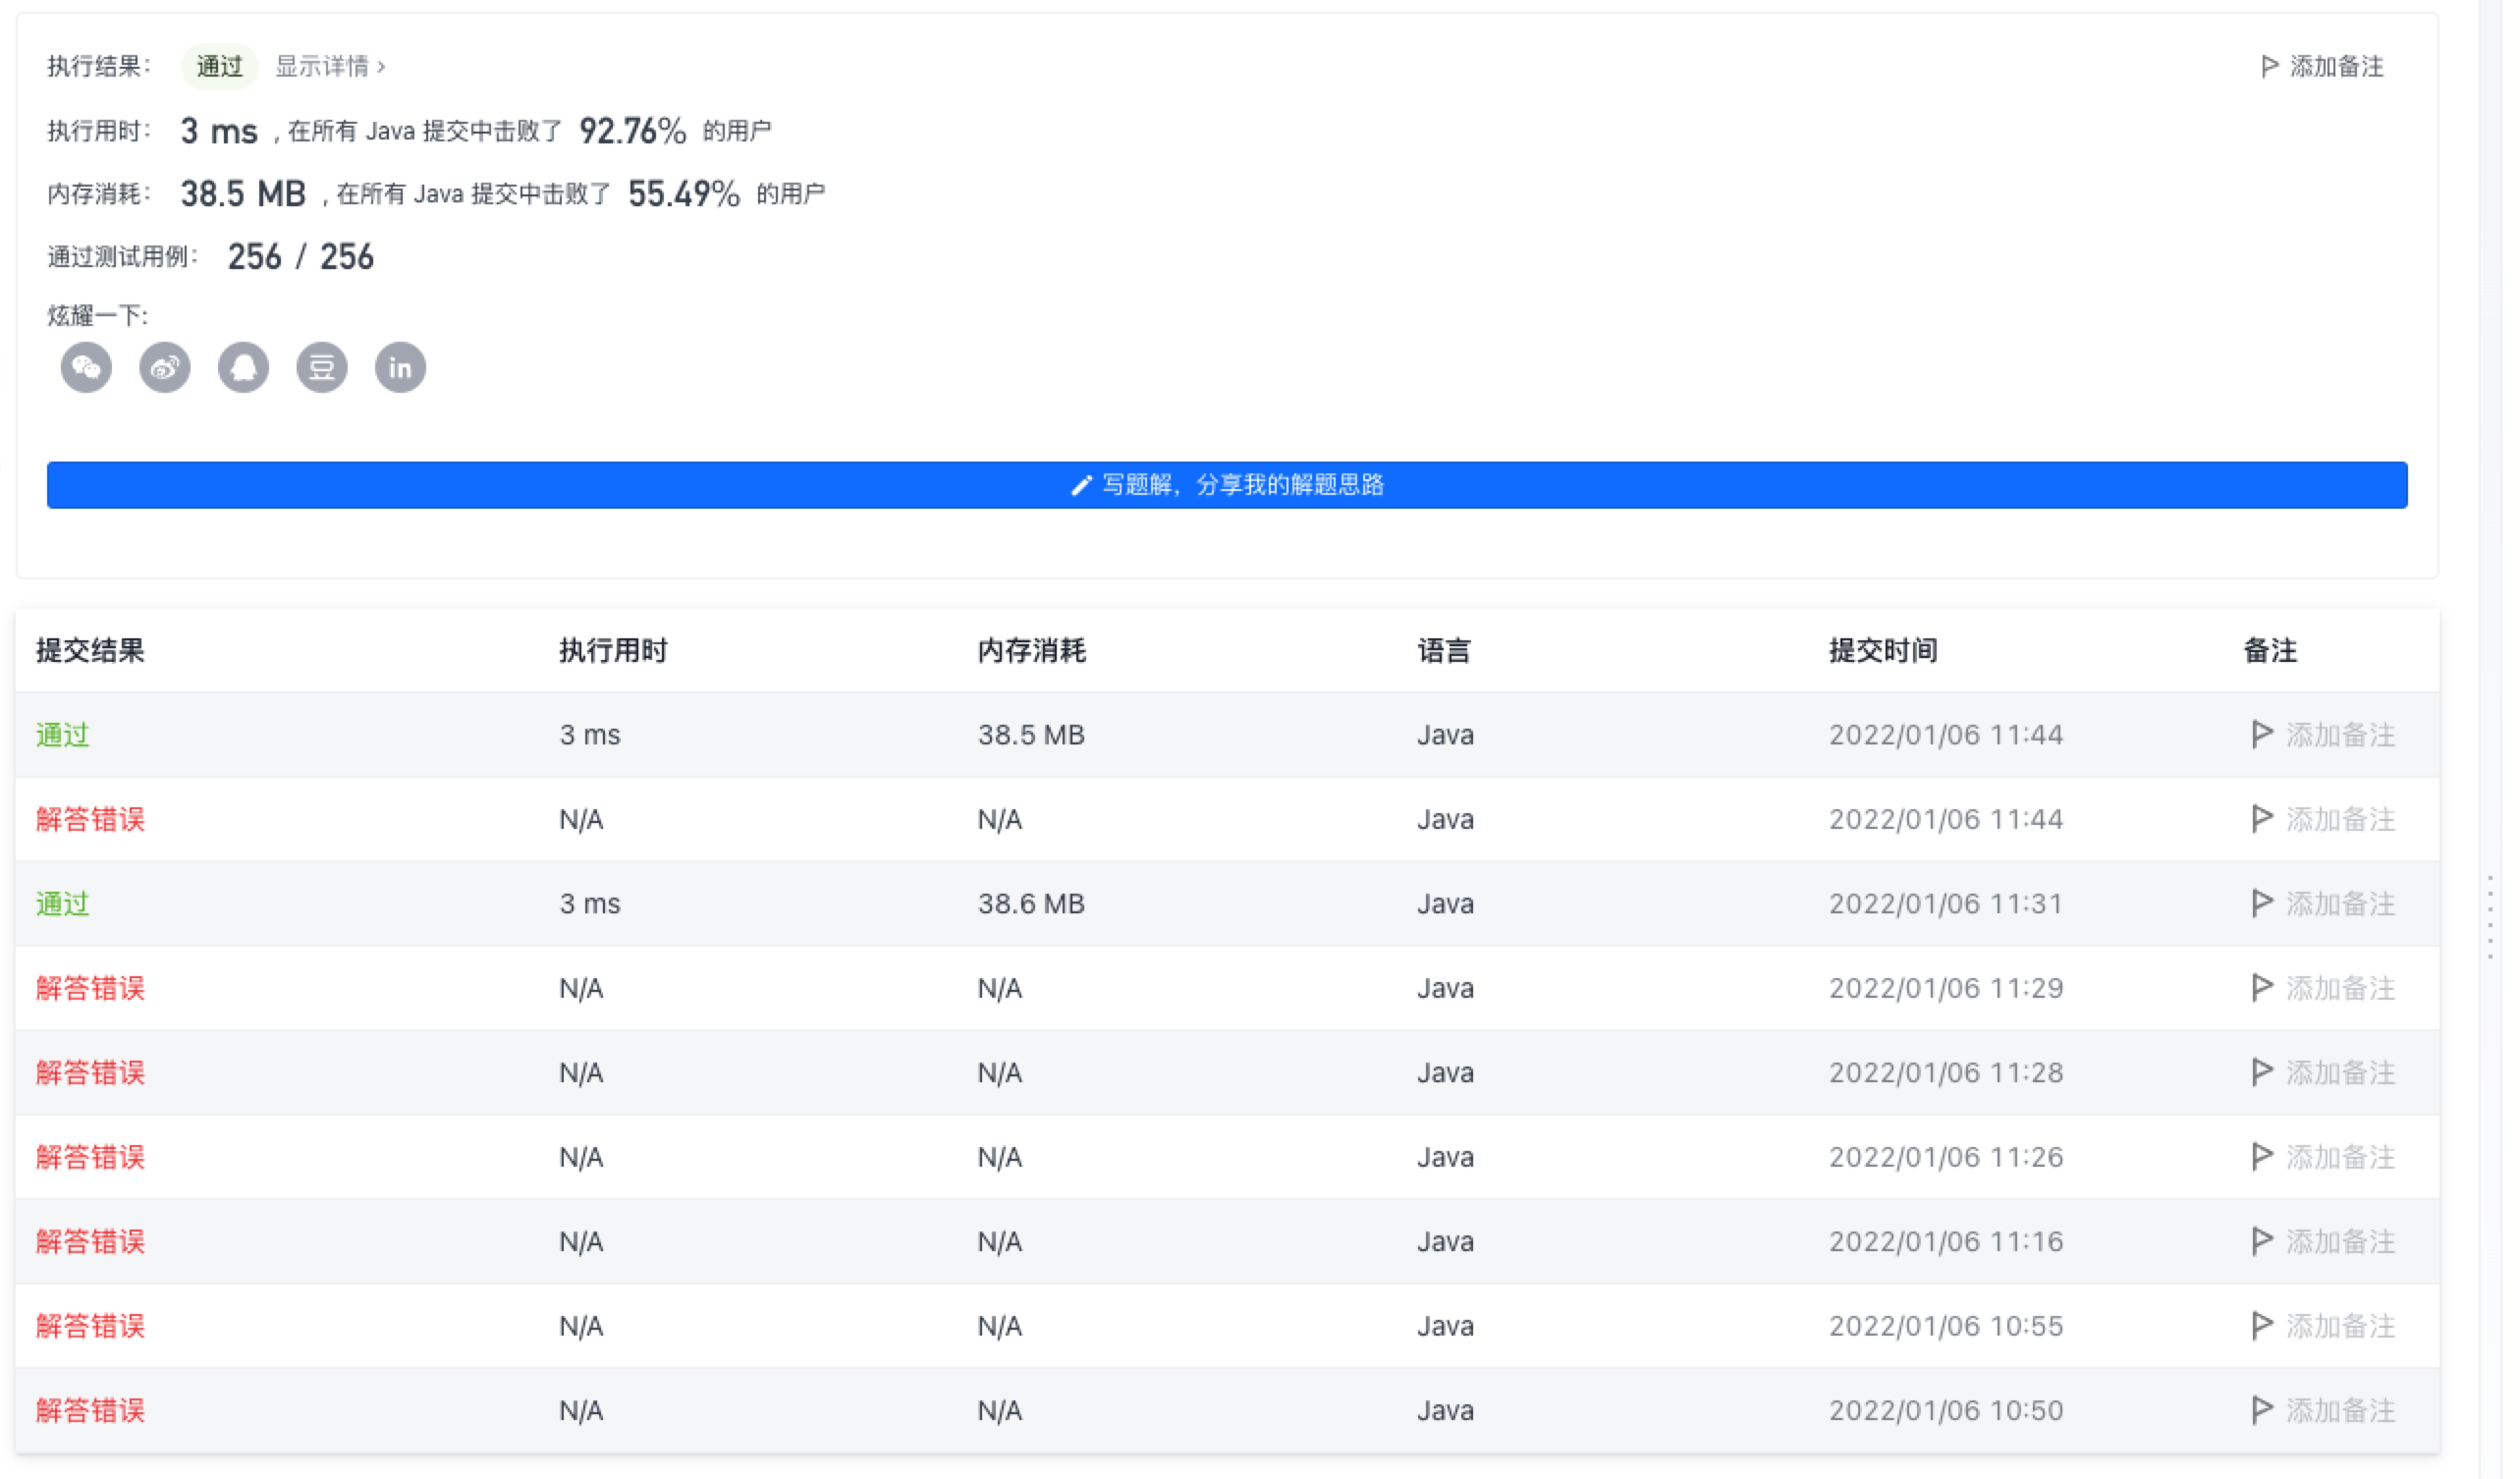 执行结果： 通过 显示详情 > 添加备注
执行用时： 3 ms , 在所有 Java 提交中击败了 92.76% 的用户
内存消耗： 38.5 MB , 在所有 Java 提交中击败了 55.49% 的用户
通过测试用例： 256 / 256
炫耀一下:
豆 in
写题解，分享我的解题思路
提交结果 执行用时 内存消耗 语言 提交时间 备注
通过 3 ms 38.5 MB Java 2022/01/06 11:44 添加备注
解答错误 N/A N/A Java 2022/01/06 11:44 添加备注
通过 3 ms 38.6 MB Java 2022/01/06 11:31 添加备注
解答错误 N/A N/A Java 2022/01/06 11:29 添加备注
解答错误 N/A N/A Java 2022/01/06 11:28 添加备注
解答错误 N/A N/A Java 2022/01/06 11:26 添加备注
解答错误 N/A N/A Java 2022/01/06 11:16 添加备注
解答错误 N/A N/A Java 2022/01/06 10:55 添加备注
解答错误 N/A N/A Java 2022/01/06 10:50 添加备注